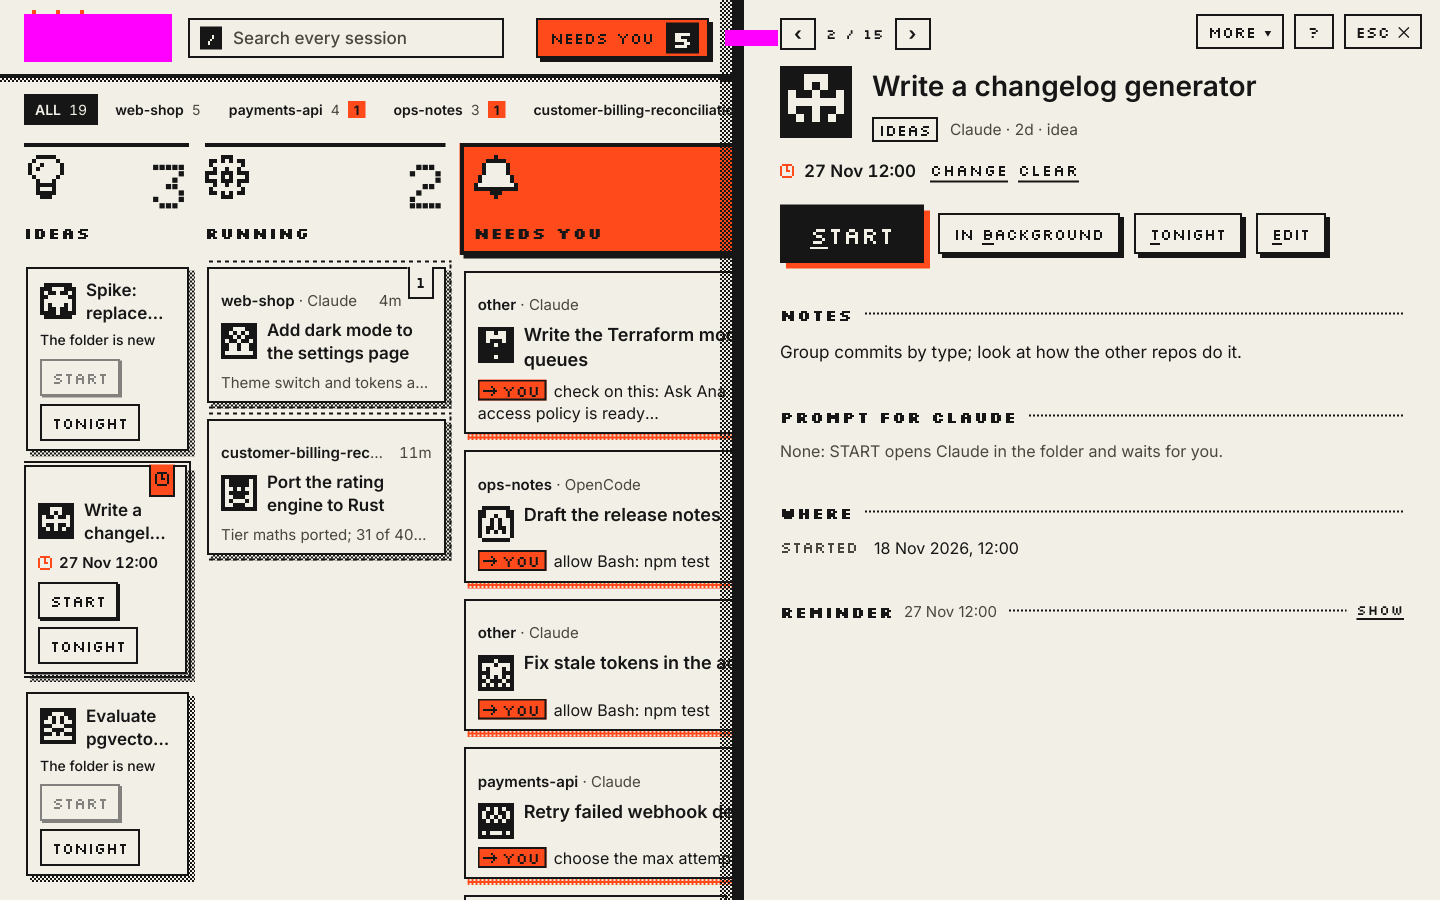 / Search every session
NEEDS YOU 5
ALL 19
web-shop 5
payments-api 4 1
ops-notes 3 1
customer-billing-reconciliati
3
IDEAS
2
RUNNING
NEEDS YOU
Spike:
replace...
The folder is new
START
TONIGHT
Write a
changel...
27 Nov 12:00
START
TONIGHT
Evaluate
pgvecto...
The folder is new
START
TONIGHT
1
web-shop · Claude 4m
Add dark mode to
the settings page
Theme switch and tokens a...
customer-billing-rec... 11m
Port the rating
engine to Rust
Tier maths ported; 31 of 40...
other · Claude
Write the Terraform mo
queues
→ YOU check on this: Ask Ana
access policy is ready...
ops-notes · OpenCode
Draft the release notes
→ YOU allow Bash: npm test
other · Claude
Fix stale tokens in the a
→ YOU allow Bash: npm test
payments-api · Claude
Retry failed webhook de
→ YOU choose the max attemp
‹ 2 / 15 ›
MORE ▾
?
ESC ×
Write a changelog generator
IDEAS Claude · 2d · idea
27 Nov 12:00 CHANGE CLEAR
START
IN BACKGROUND
TONIGHT
EDIT
NOTES
Group commits by type; look at how the other repos do it.
PROMPT FOR CLAUDE
None: START opens Claude in the folder and waits for you.
WHERE
STARTED 18 Nov 2026, 12:00
REMINDER 27 Nov 12:00 SHOW